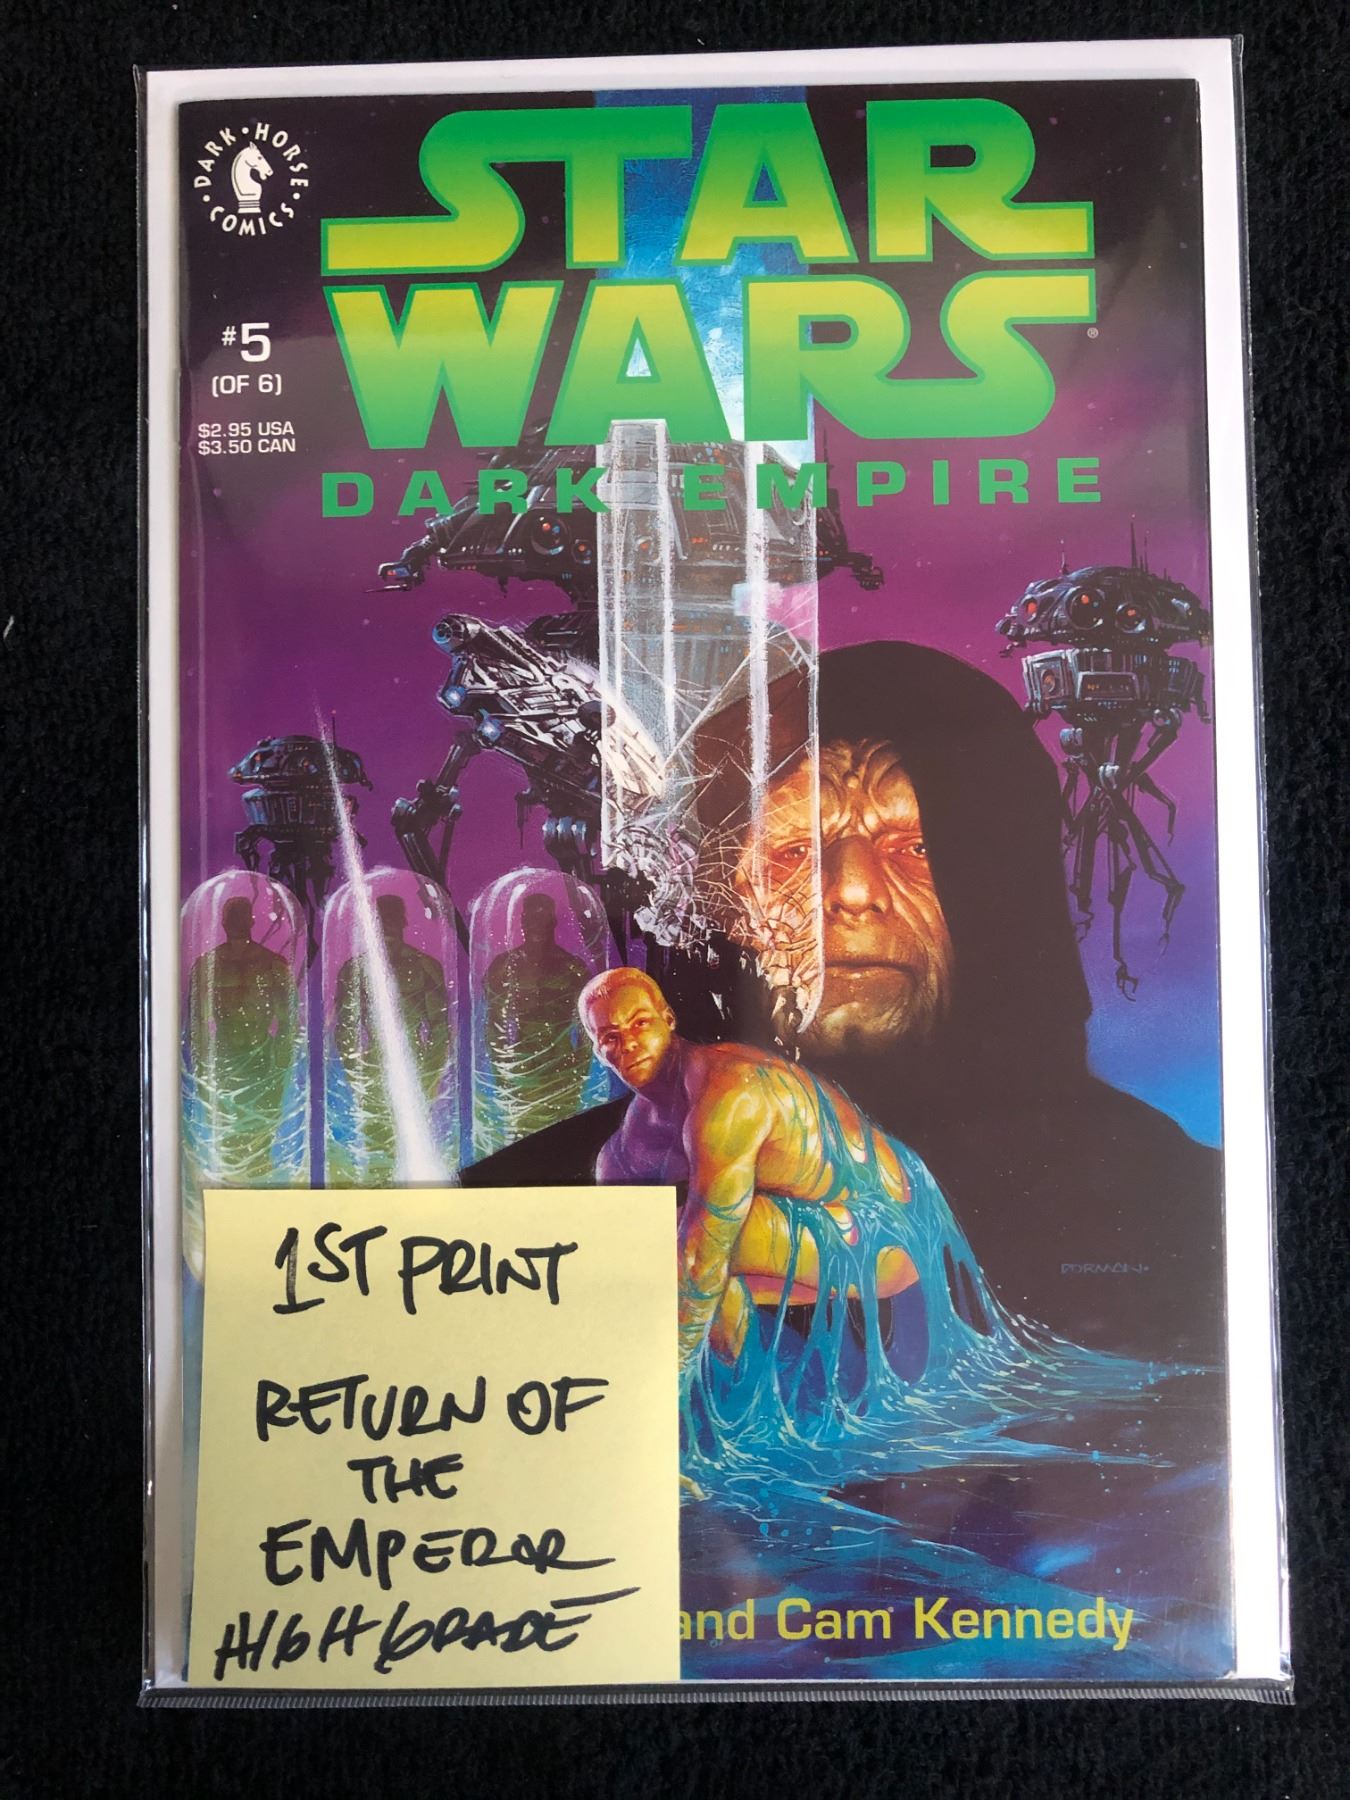 DARK • HORSE • COMICS •
STAR
WARS
®
DARK EMPIRE
#5
(OF 6)
$2.95 USA
$3.50 CAN
DORMAN
1ST PRINT
RETURN OF
THE
EMPEROR
HIGH GRADE
and Cam Kennedy